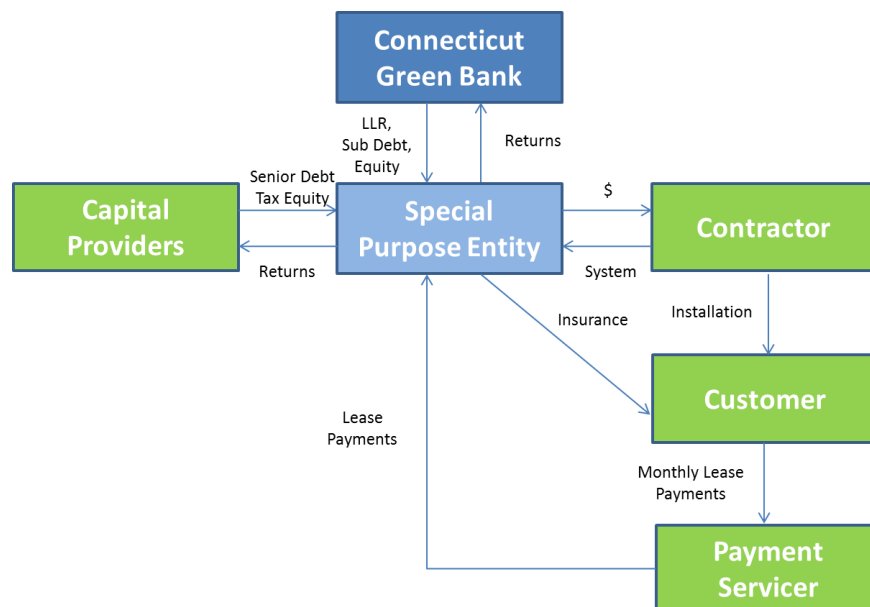 Connecticut
Green Bank
LLR,
Sub Debt,
Equity
Returns
Senior Debt
Tax Equity
$
Capital
Providers
Special
Purpose Entity
Contractor
Returns
System
Insurance
Installation
Customer
Lease
Payments
Monthly Lease
Payments
Payment
Servicer